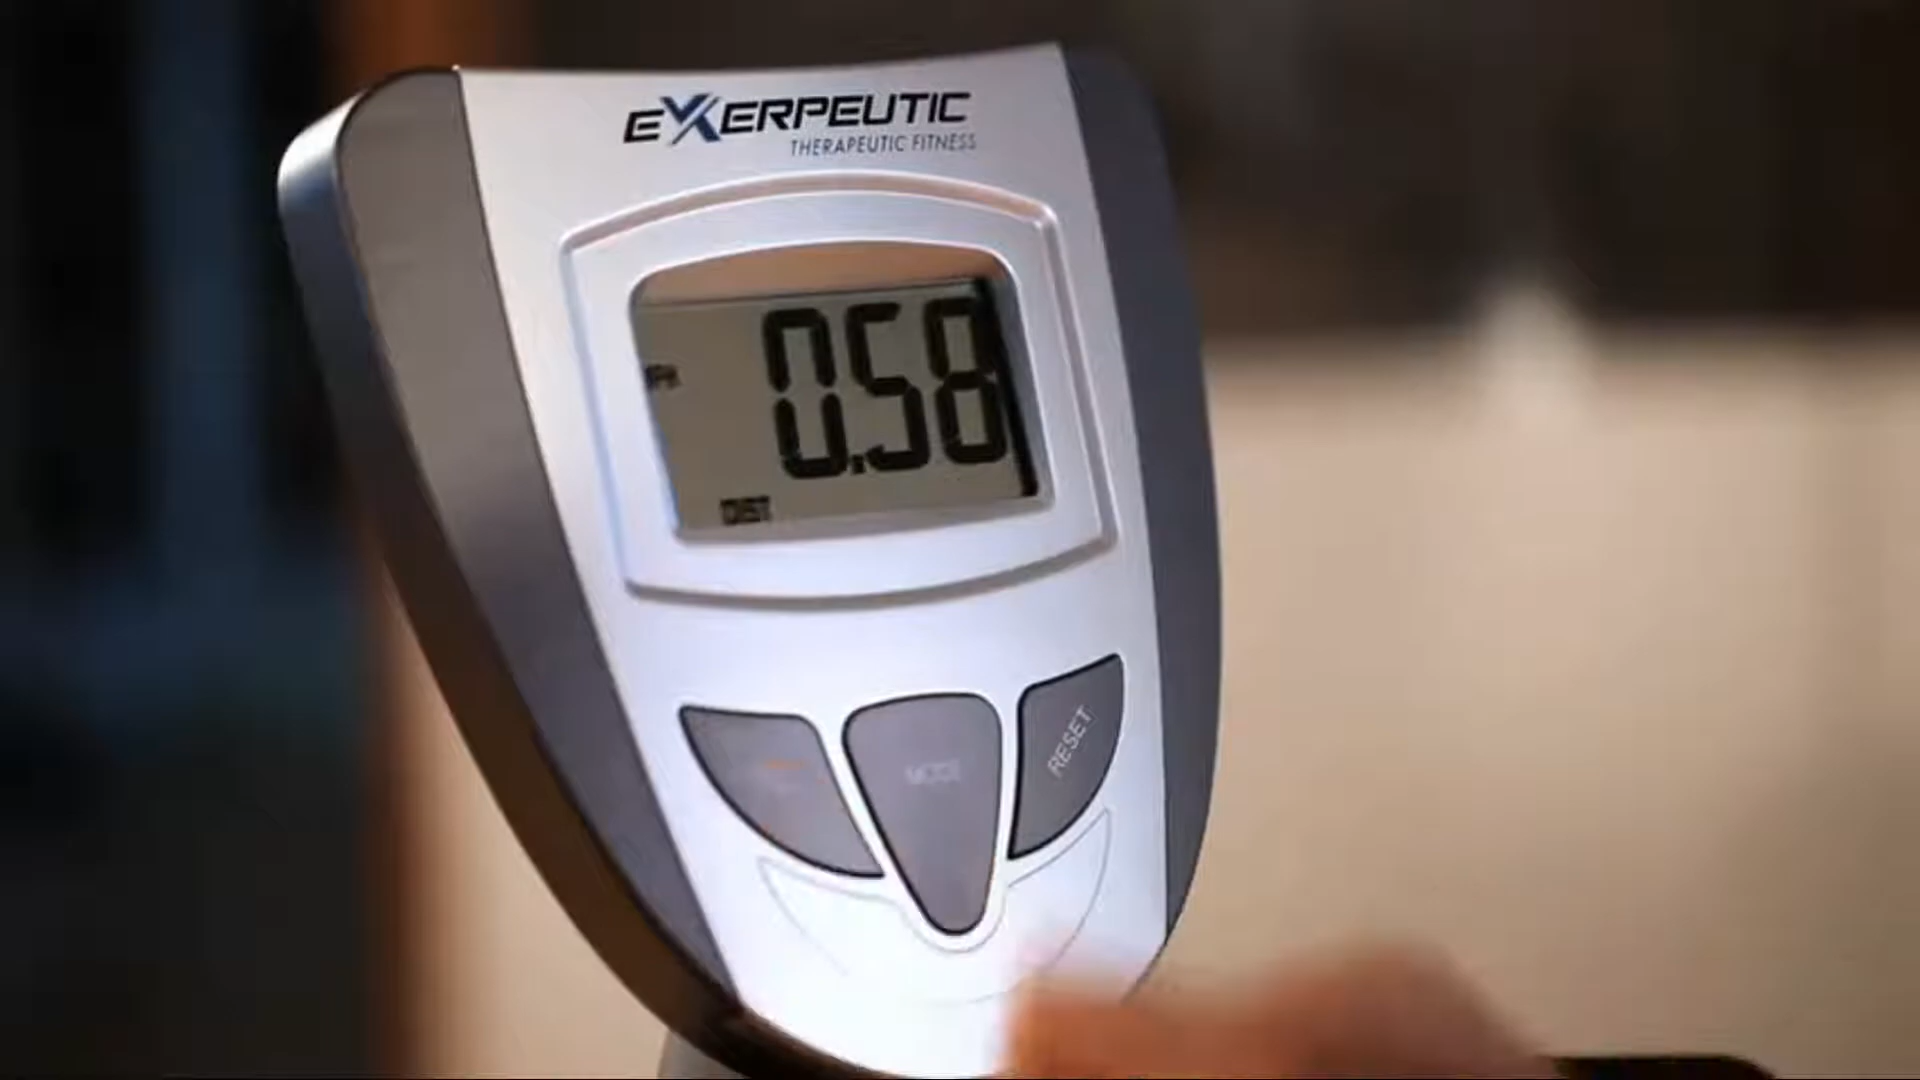 EXERPEUTIC
THERAPEUTIC FITNESS
0.58
DIST
MODE
RESET